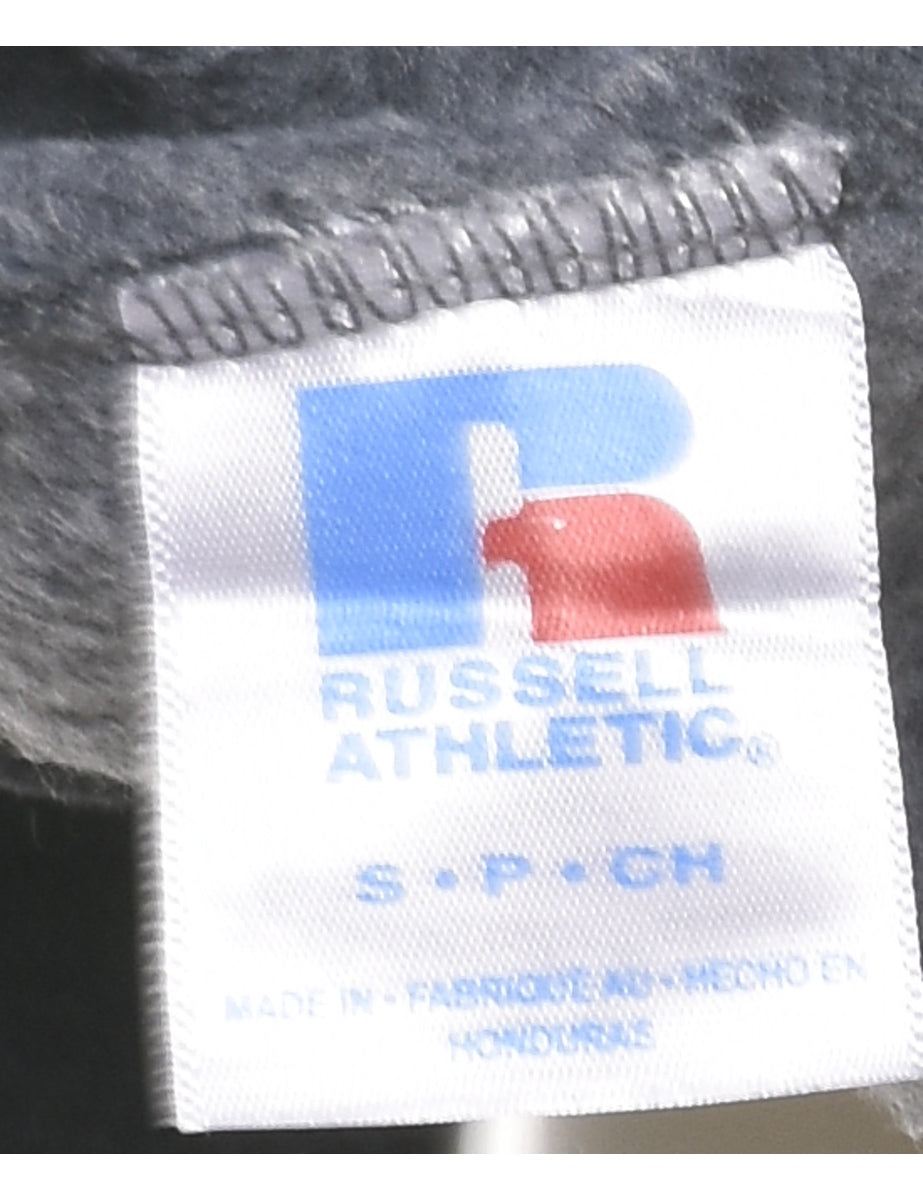 RUSSELL
ATHLETIC®
S • P • CH
MADE IN • FABRIQUÉ AU • HECHO EN
HONDURAS